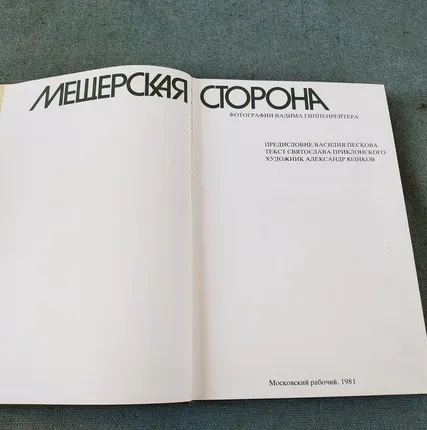 МЕЩЕРСКАЯ СТОРОНА
ФОТОГРАФИИ ВАДИМА ГИППЕНРЕЙТЕРА
ПРЕДИСЛОВИЕ ВАСИЛИЯ ПЕСКОВА
ТЕКСТ СВЯТОСЛАВА ПРИКЛОНСКОГО
ХУДОЖНИК АЛЕКСАНДР ЮЛИКОВ
Московский рабочий. 1981